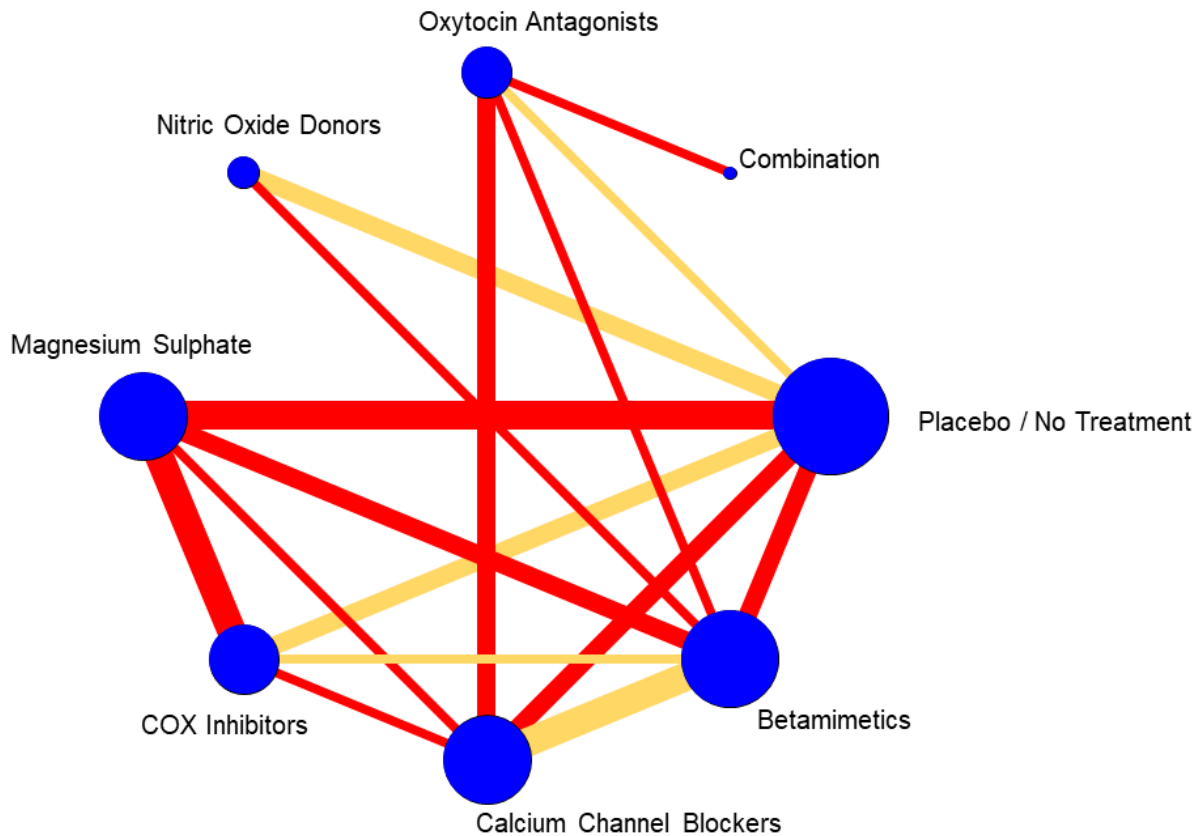 Oxytocin Antagonists
Nitric Oxide Donors
Combination
Magnesium Sulphate
Placebo / No Treatment
COX Inhibitors
Betamimetics
Calcium Channel Blockers